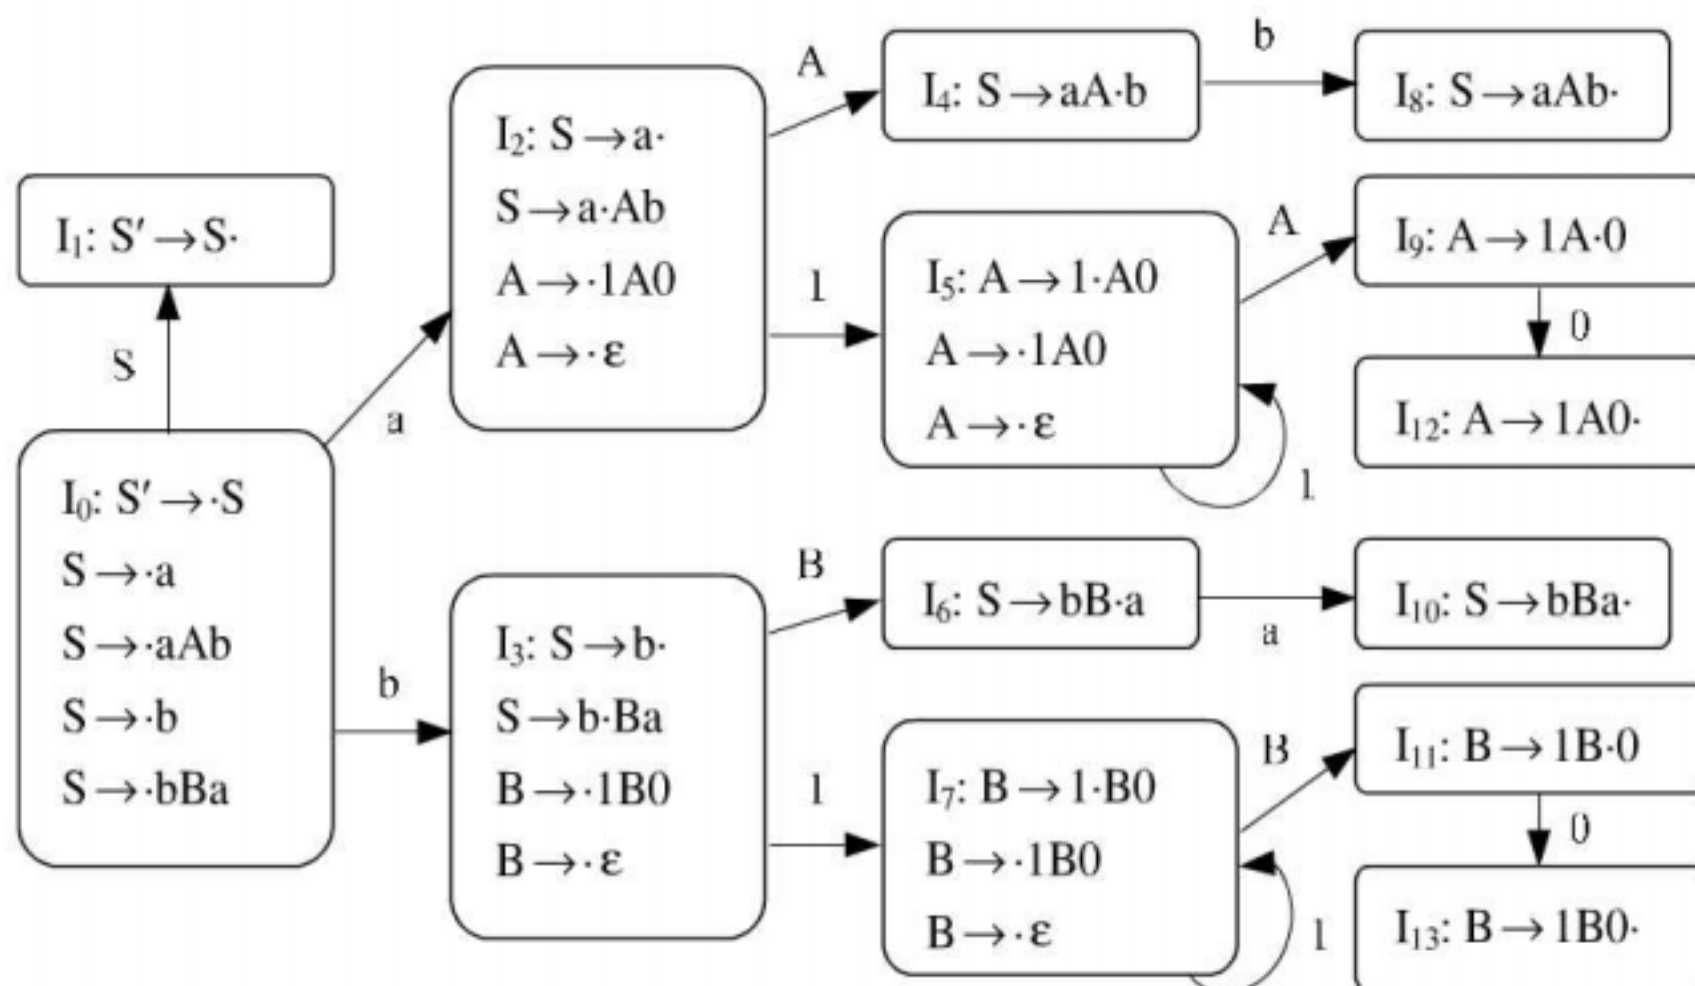 I₁: S′→S·
S
I₀: S′→·S
S→·a
S→·aAb
S→·b
S→·bBa
a
b
I₂: S→a·
S→a·Ab
A→·1A0
A→·ε
A
1
I₃: S→b·
S→b·Ba
B→·1B0
B→·ε
B
1
I₄: S→aA·b
b
I₈: S→aAb·
I₅: A→1·A0
A→·1A0
A→·ε
A
1
I₉: A→1A·0
0
I₁₂: A→1A0·
I₆: S→bB·a
a
I₁₀: S→bBa·
I₇: B→1·B0
B→·1B0
B→·ε
B
1
I₁₁: B→1B·0
0
I₁₃: B→1B0·